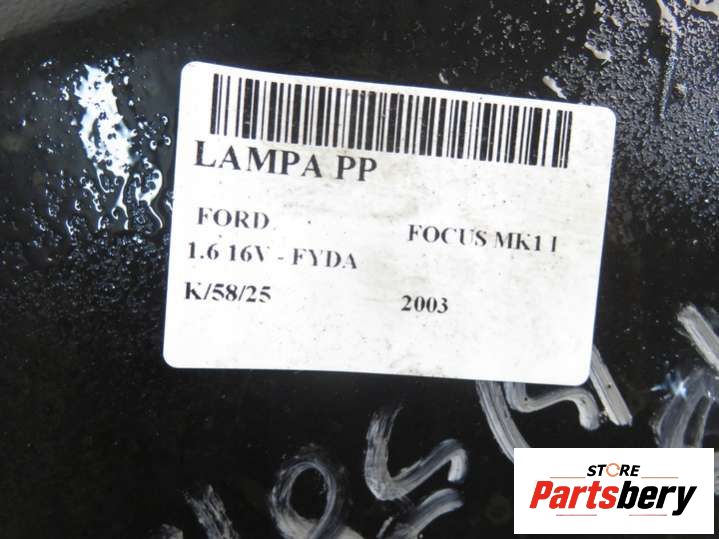 LAMPA PP
FORD FOCUS MK1 I
1.6 16V - FYDA
K/58/25 2003
STORE
Partsbery